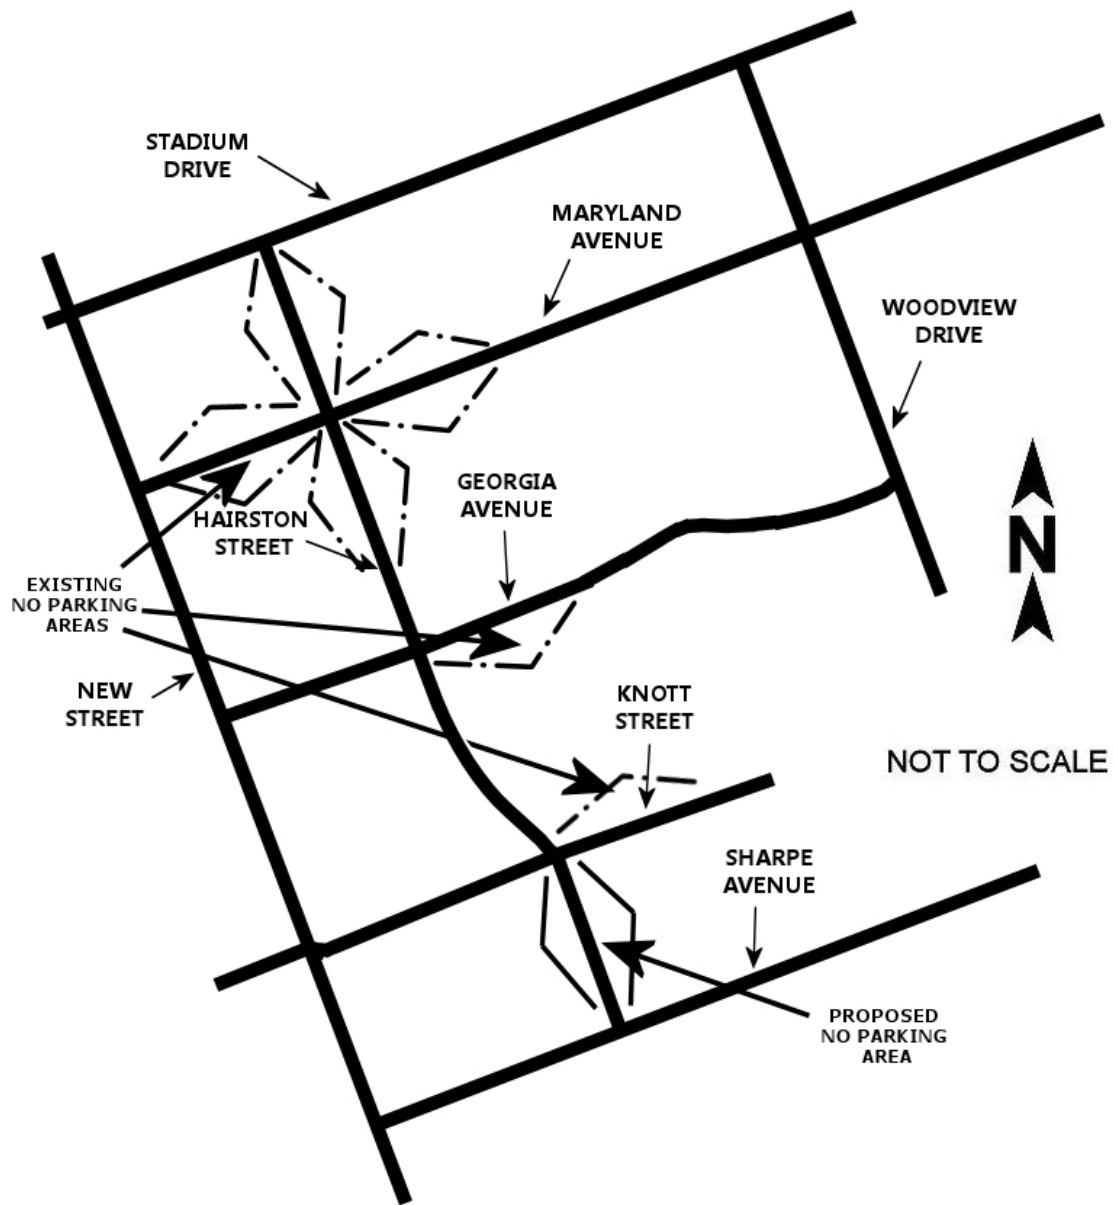 STADIUM
DRIVE
MARYLAND
AVENUE
WOODVIEW
DRIVE
GEORGIA
AVENUE
HAIRSTON
STREET
N
EXISTING
NO PARKING
AREAS
NEW
STREET
KNOTT
STREET
NOT TO SCALE
SHARPE
AVENUE
PROPOSED
NO PARKING
AREA